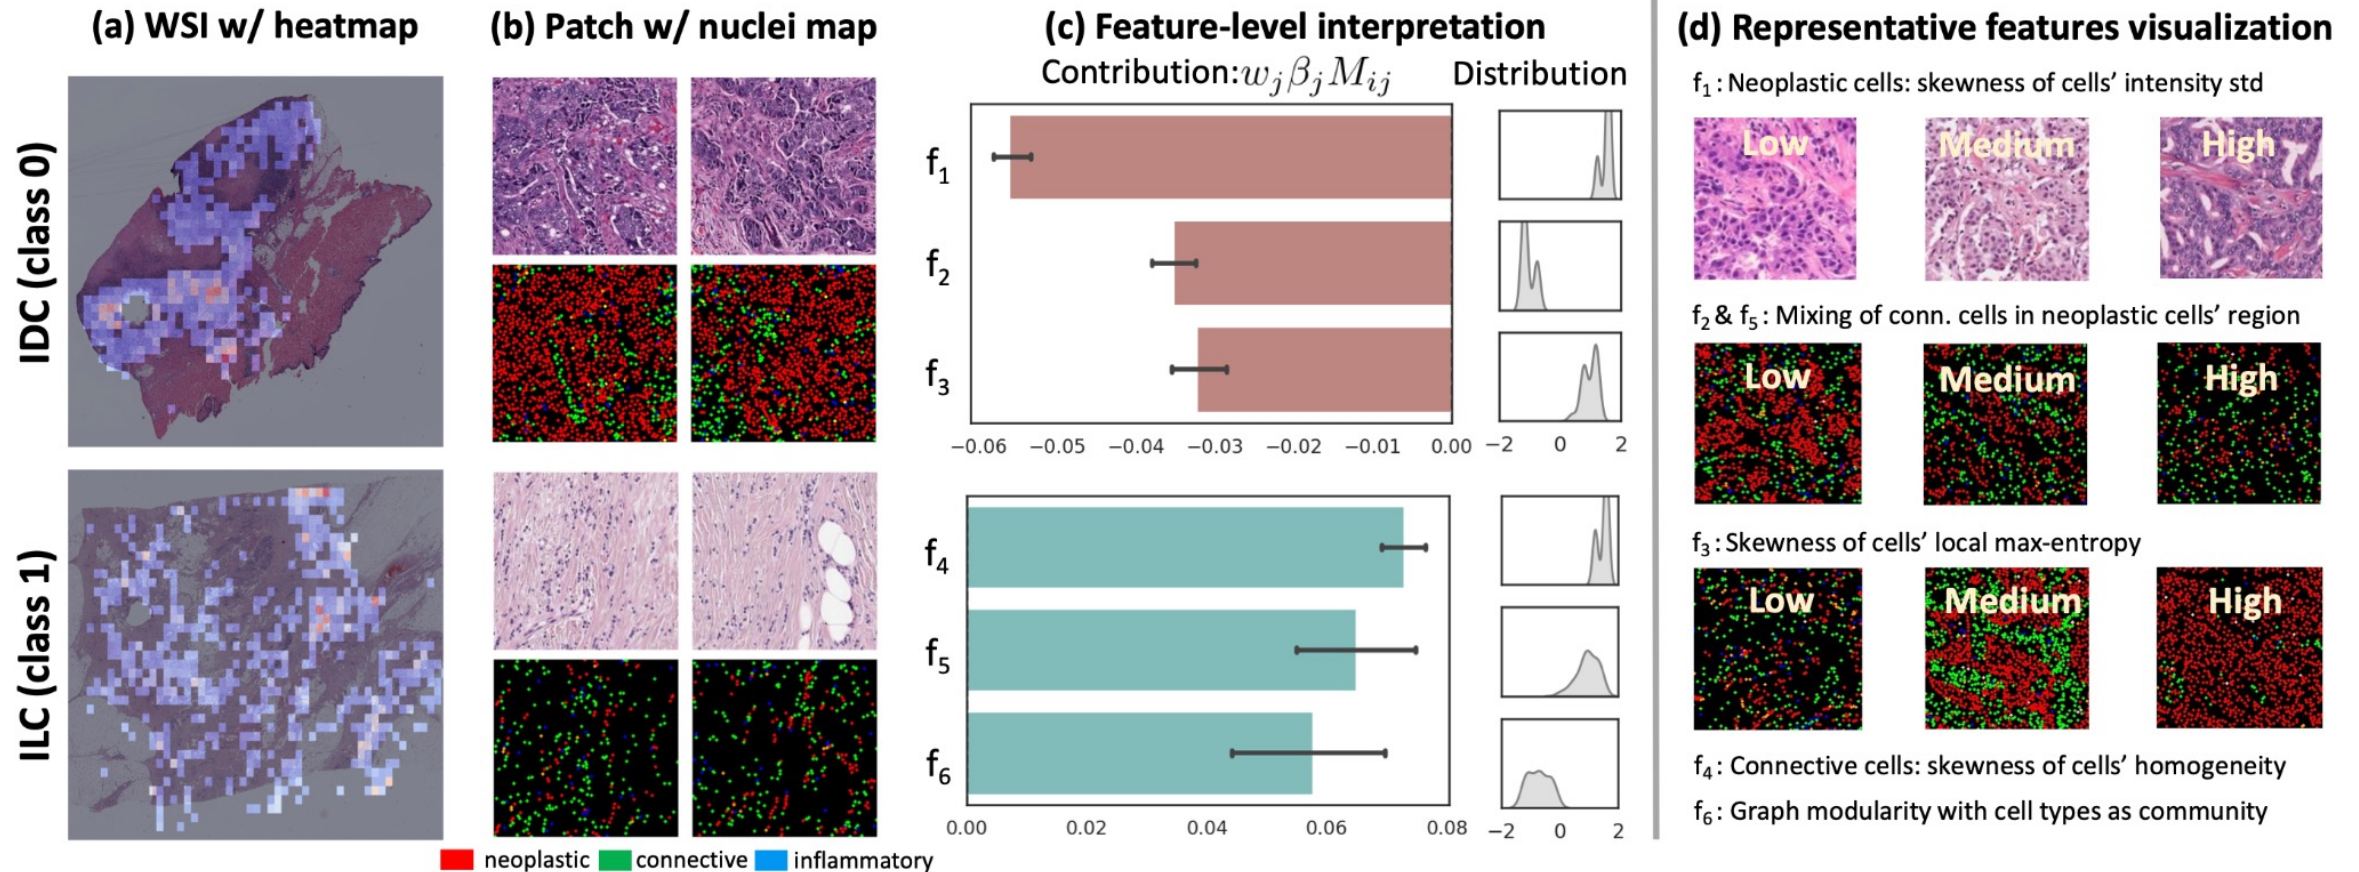 (a) WSI w/ heatmap
(b) Patch w/ nuclei map
(c) Feature-level interpretation
Contribution: $w_j\beta_jM_{ij}$
Distribution
IDC (class 0)
f₁
f₂
f₃
−0.06 −0.05 −0.04 −0.03 −0.02 −0.01 0.00
−2 0 2
ILC (class 1)
f₄
f₅
f₆
0.00 0.02 0.04 0.06 0.08
−2 0 2
neoplastic connective inflammatory
(d) Representative features visualization
f₁ : Neoplastic cells: skewness of cells’ intensity std
Low Medium High
f₂ & f₅ : Mixing of conn. cells in neoplastic cells’ region
Low Medium High
f₃ : Skewness of cells’ local max-entropy
Low Medium High
f₄ : Connective cells: skewness of cells’ homogeneity
f₆ : Graph modularity with cell types as community